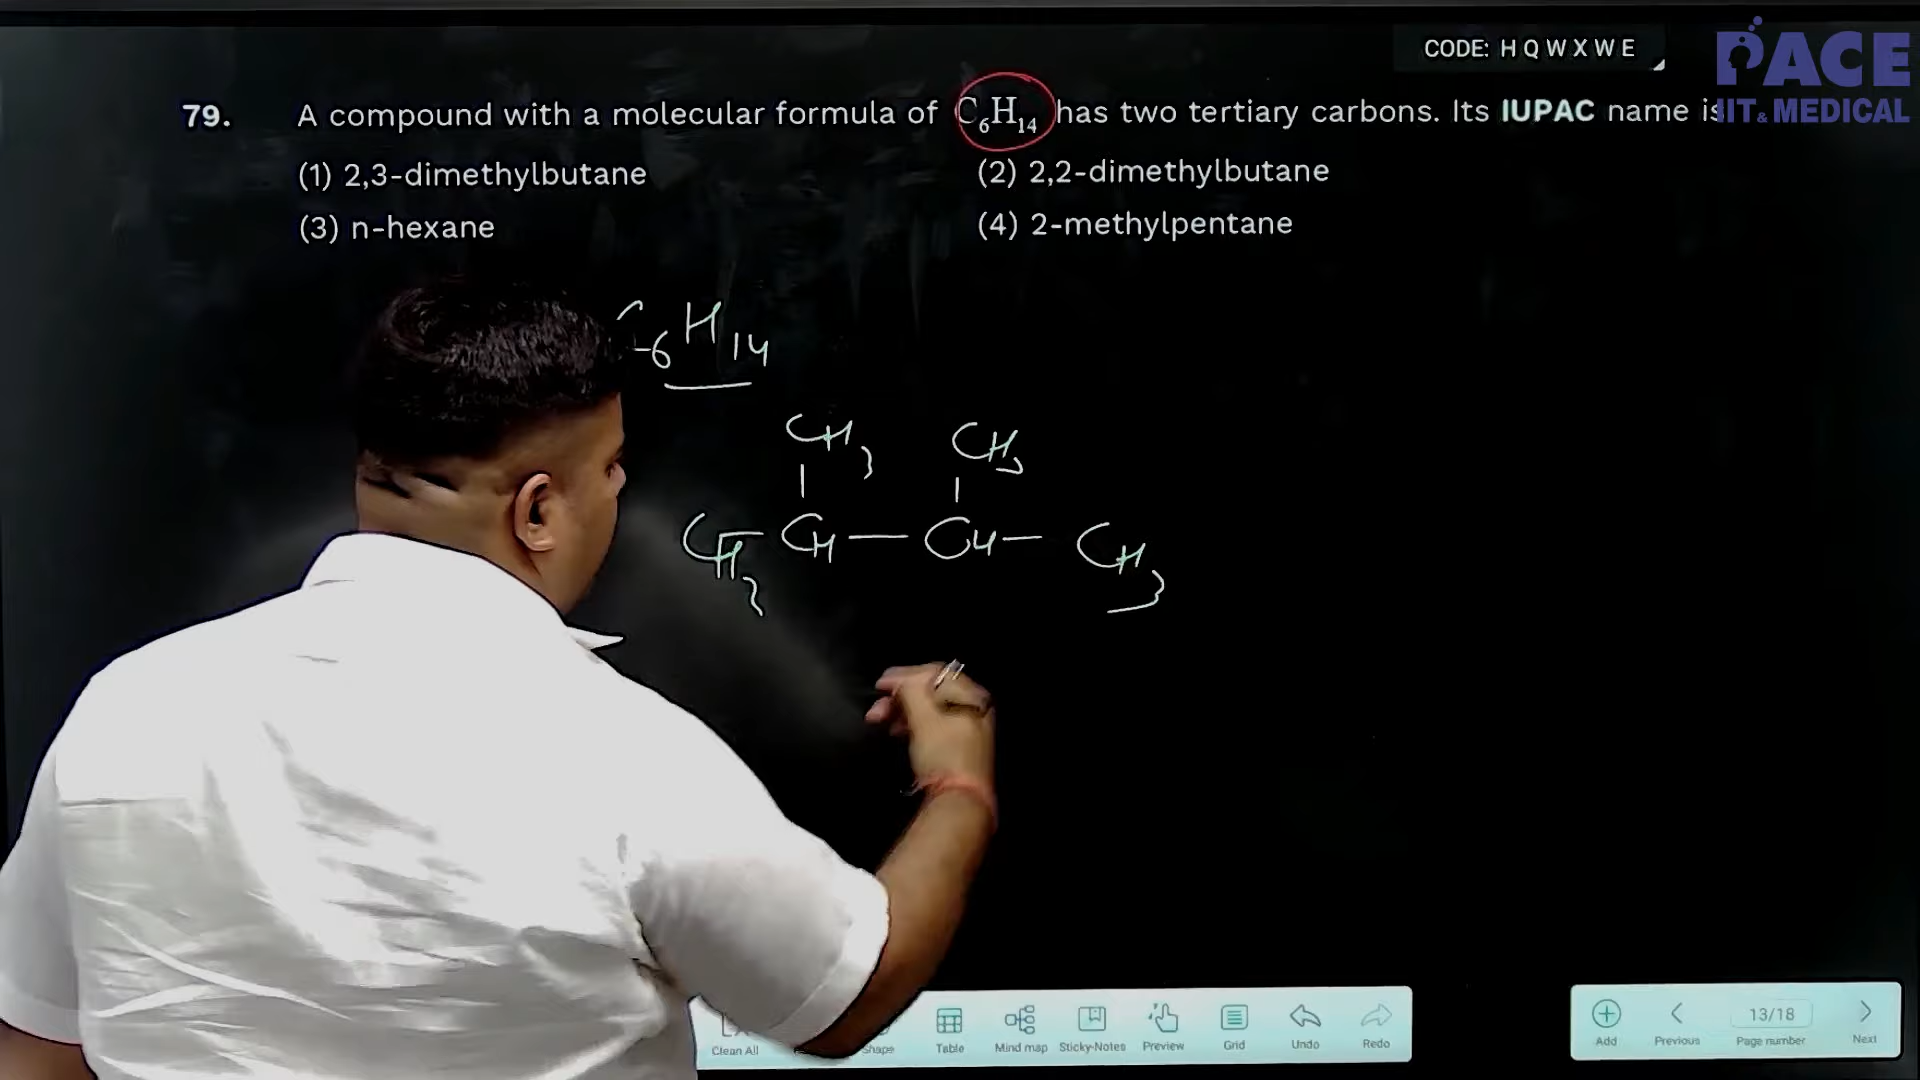 CODE: HQWXWE
PACE
IIT & MEDICAL
79. A compound with a molecular formula of C₆H₁₄ has two tertiary carbons. Its IUPAC name is
(1) 2,3-dimethylbutane
(2) 2,2-dimethylbutane
(3) n-hexane
(4) 2-methylpentane
C₆H₁₄
CH₃ CH₃
CH₃ — CH — CH — CH₃
Clean All
Shape
Table
Mind map
Sticky-Notes
Preview
Grid
Undo
Redo
Add
Previous
13/18
Page number
Next